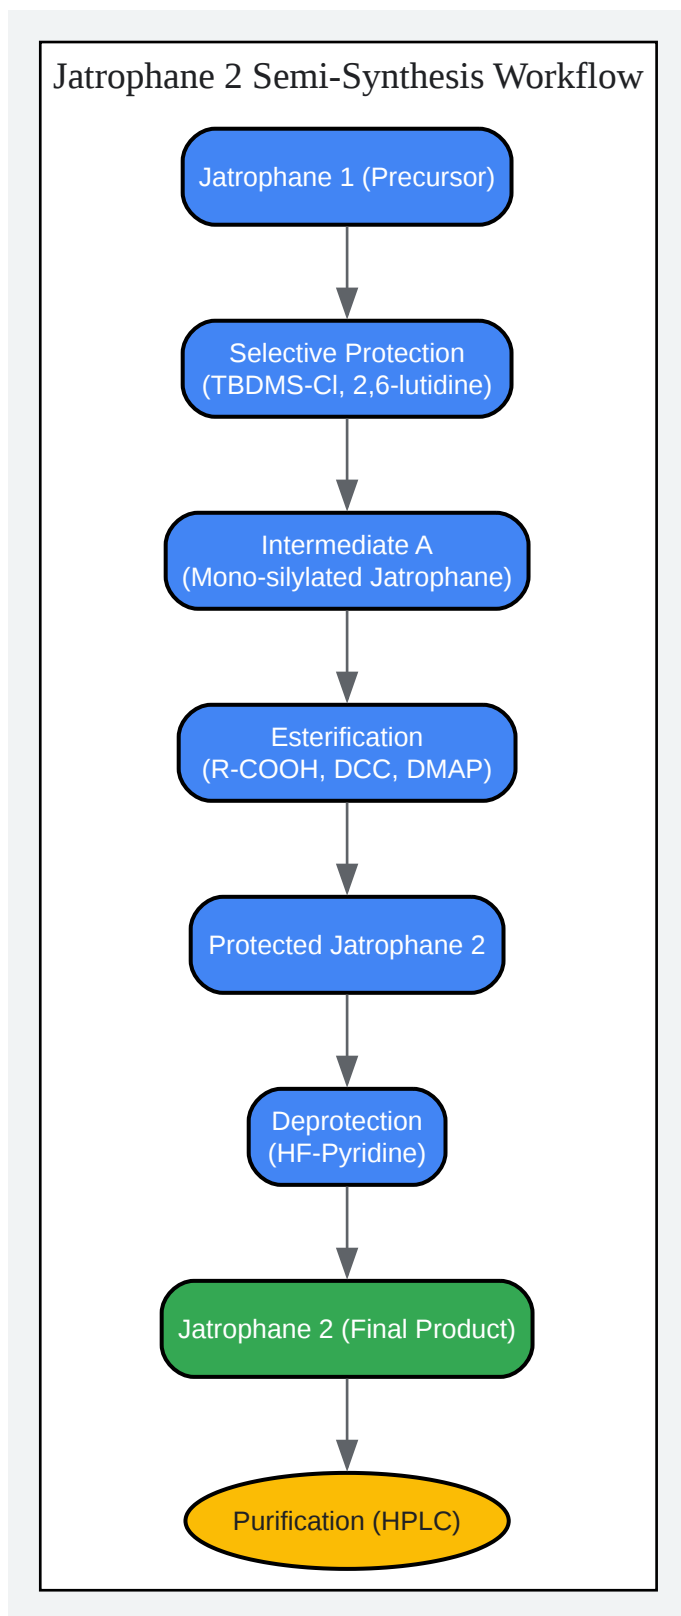 Jatrophane 2 Semi-Synthesis Workflow
Jatrophane 1 (Precursor)
Selective Protection
(TBDMS-Cl, 2,6-lutidine)
Intermediate A
(Mono-silylated Jatrophane)
Esterification
(R-COOH, DCC, DMAP)
Protected Jatrophane 2
Deprotection
(HF-Pyridine)
Jatrophane 2 (Final Product)
Purification (HPLC)